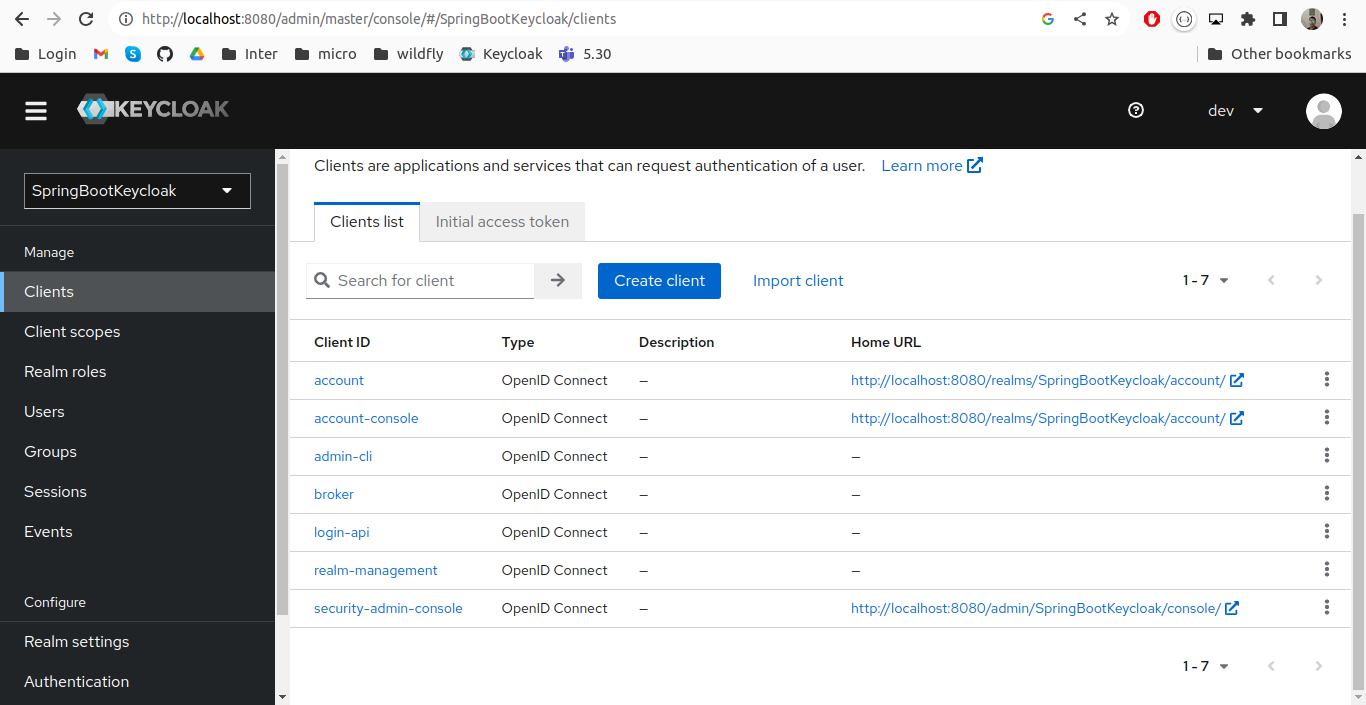 http://localhost:8080/admin/master/console/#/SpringBootKeycloak/clients
Login Inter micro wildfly Keycloak 5.30 Other bookmarks
KEYCLOAK dev
SpringBootKeycloak
Manage
Clients
Client scopes
Realm roles
Users
Groups
Sessions
Events
Configure
Realm settings
Authentication
Clients are applications and services that can request authentication of a user. Learn more
Clients list Initial access token
Search for client Create client Import client 1 - 7
Client ID Type Description Home URL
account OpenID Connect – http://localhost:8080/realms/SpringBootKeycloak/account/
account-console OpenID Connect – http://localhost:8080/realms/SpringBootKeycloak/account/
admin-cli OpenID Connect – –
broker OpenID Connect – –
login-api OpenID Connect – –
realm-management OpenID Connect – –
security-admin-console OpenID Connect – http://localhost:8080/admin/SpringBootKeycloak/console/
1 - 7